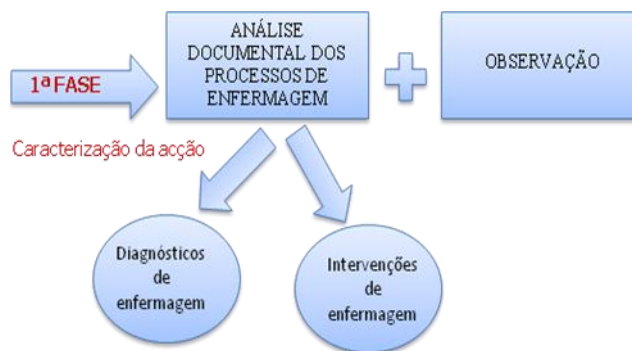 ANÁLISE
DOCUMENTAL DOS
PROCESSOS DE
ENFERMAGEM
OBSERVAÇÃO
1ª FASE
Caracterização da acção
Diagnósticos
de
enfermagem
Intervenções
de
enfermagem